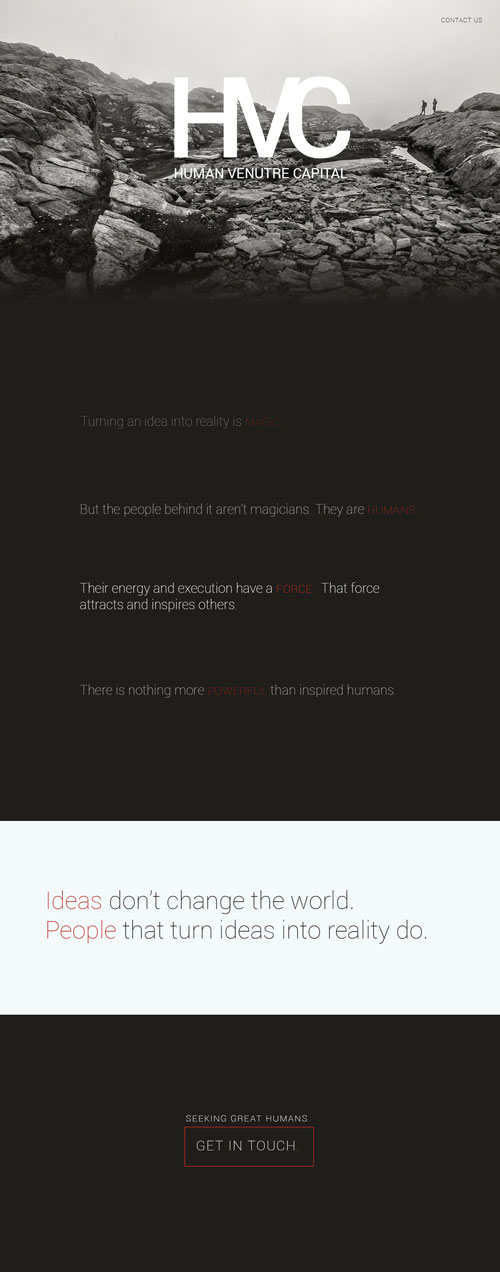 CONTACT US
HMC
HUMAN VENUTRE CAPITAL
Turning an idea into reality is MAGIC
But the people behind it aren't magicians. They are HUMANS
Their energy and execution have a FORCE. That force
attracts and inspires others.
There is nothing more POWERFUL than inspired humans.
Ideas don't change the world.
People that turn ideas into reality do.
SEEKING GREAT HUMANS.
GET IN TOUCH.